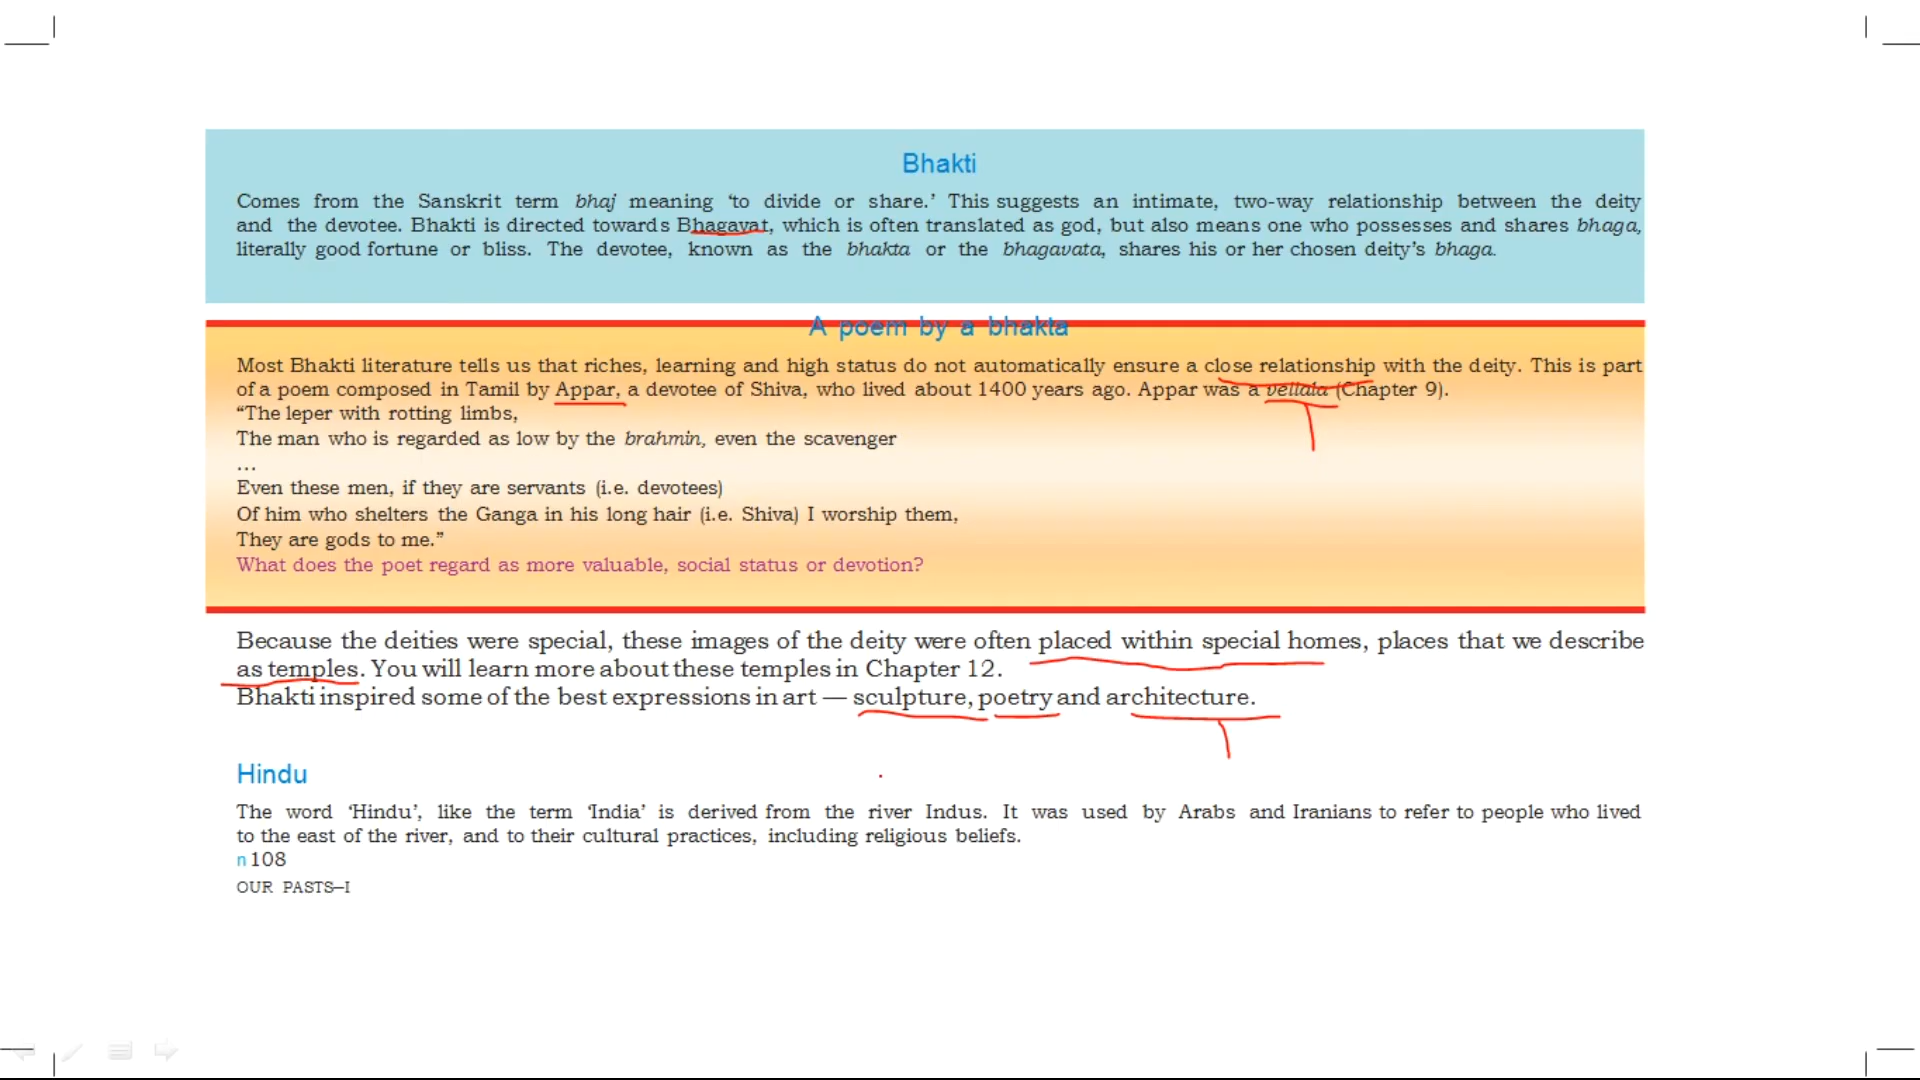 Bhakti
Comes from the Sanskrit term bhaj meaning ‘to divide or share.’ This suggests an intimate, two-way relationship between the deity
and the devotee. Bhakti is directed towards Bhagavat, which is often translated as god, but also means one who possesses and shares bhaga,
literally good fortune or bliss. The devotee, known as the bhakta or the bhagavata, shares his or her chosen deity’s bhaga.
A poem by a bhakta
Most Bhakti literature tells us that riches, learning and high status do not automatically ensure a close relationship with the deity. This is part
of a poem composed in Tamil by Appar, a devotee of Shiva, who lived about 1400 years ago. Appar was a vellala (Chapter 9).
“The leper with rotting limbs,
The man who is regarded as low by the brahmin, even the scavenger
...
Even these men, if they are servants (i.e. devotees)
Of him who shelters the Ganga in his long hair (i.e. Shiva) I worship them,
They are gods to me.”
What does the poet regard as more valuable, social status or devotion?
Because the deities were special, these images of the deity were often placed within special homes, places that we describe
as temples. You will learn more about these temples in Chapter 12.
Bhakti inspired some of the best expressions in art — sculpture, poetry and architecture.
Hindu
The word ‘Hindu’, like the term ‘India’ is derived from the river Indus. It was used by Arabs and Iranians to refer to people who lived
to the east of the river, and to their cultural practices, including religious beliefs.
n 108
OUR PASTS–I